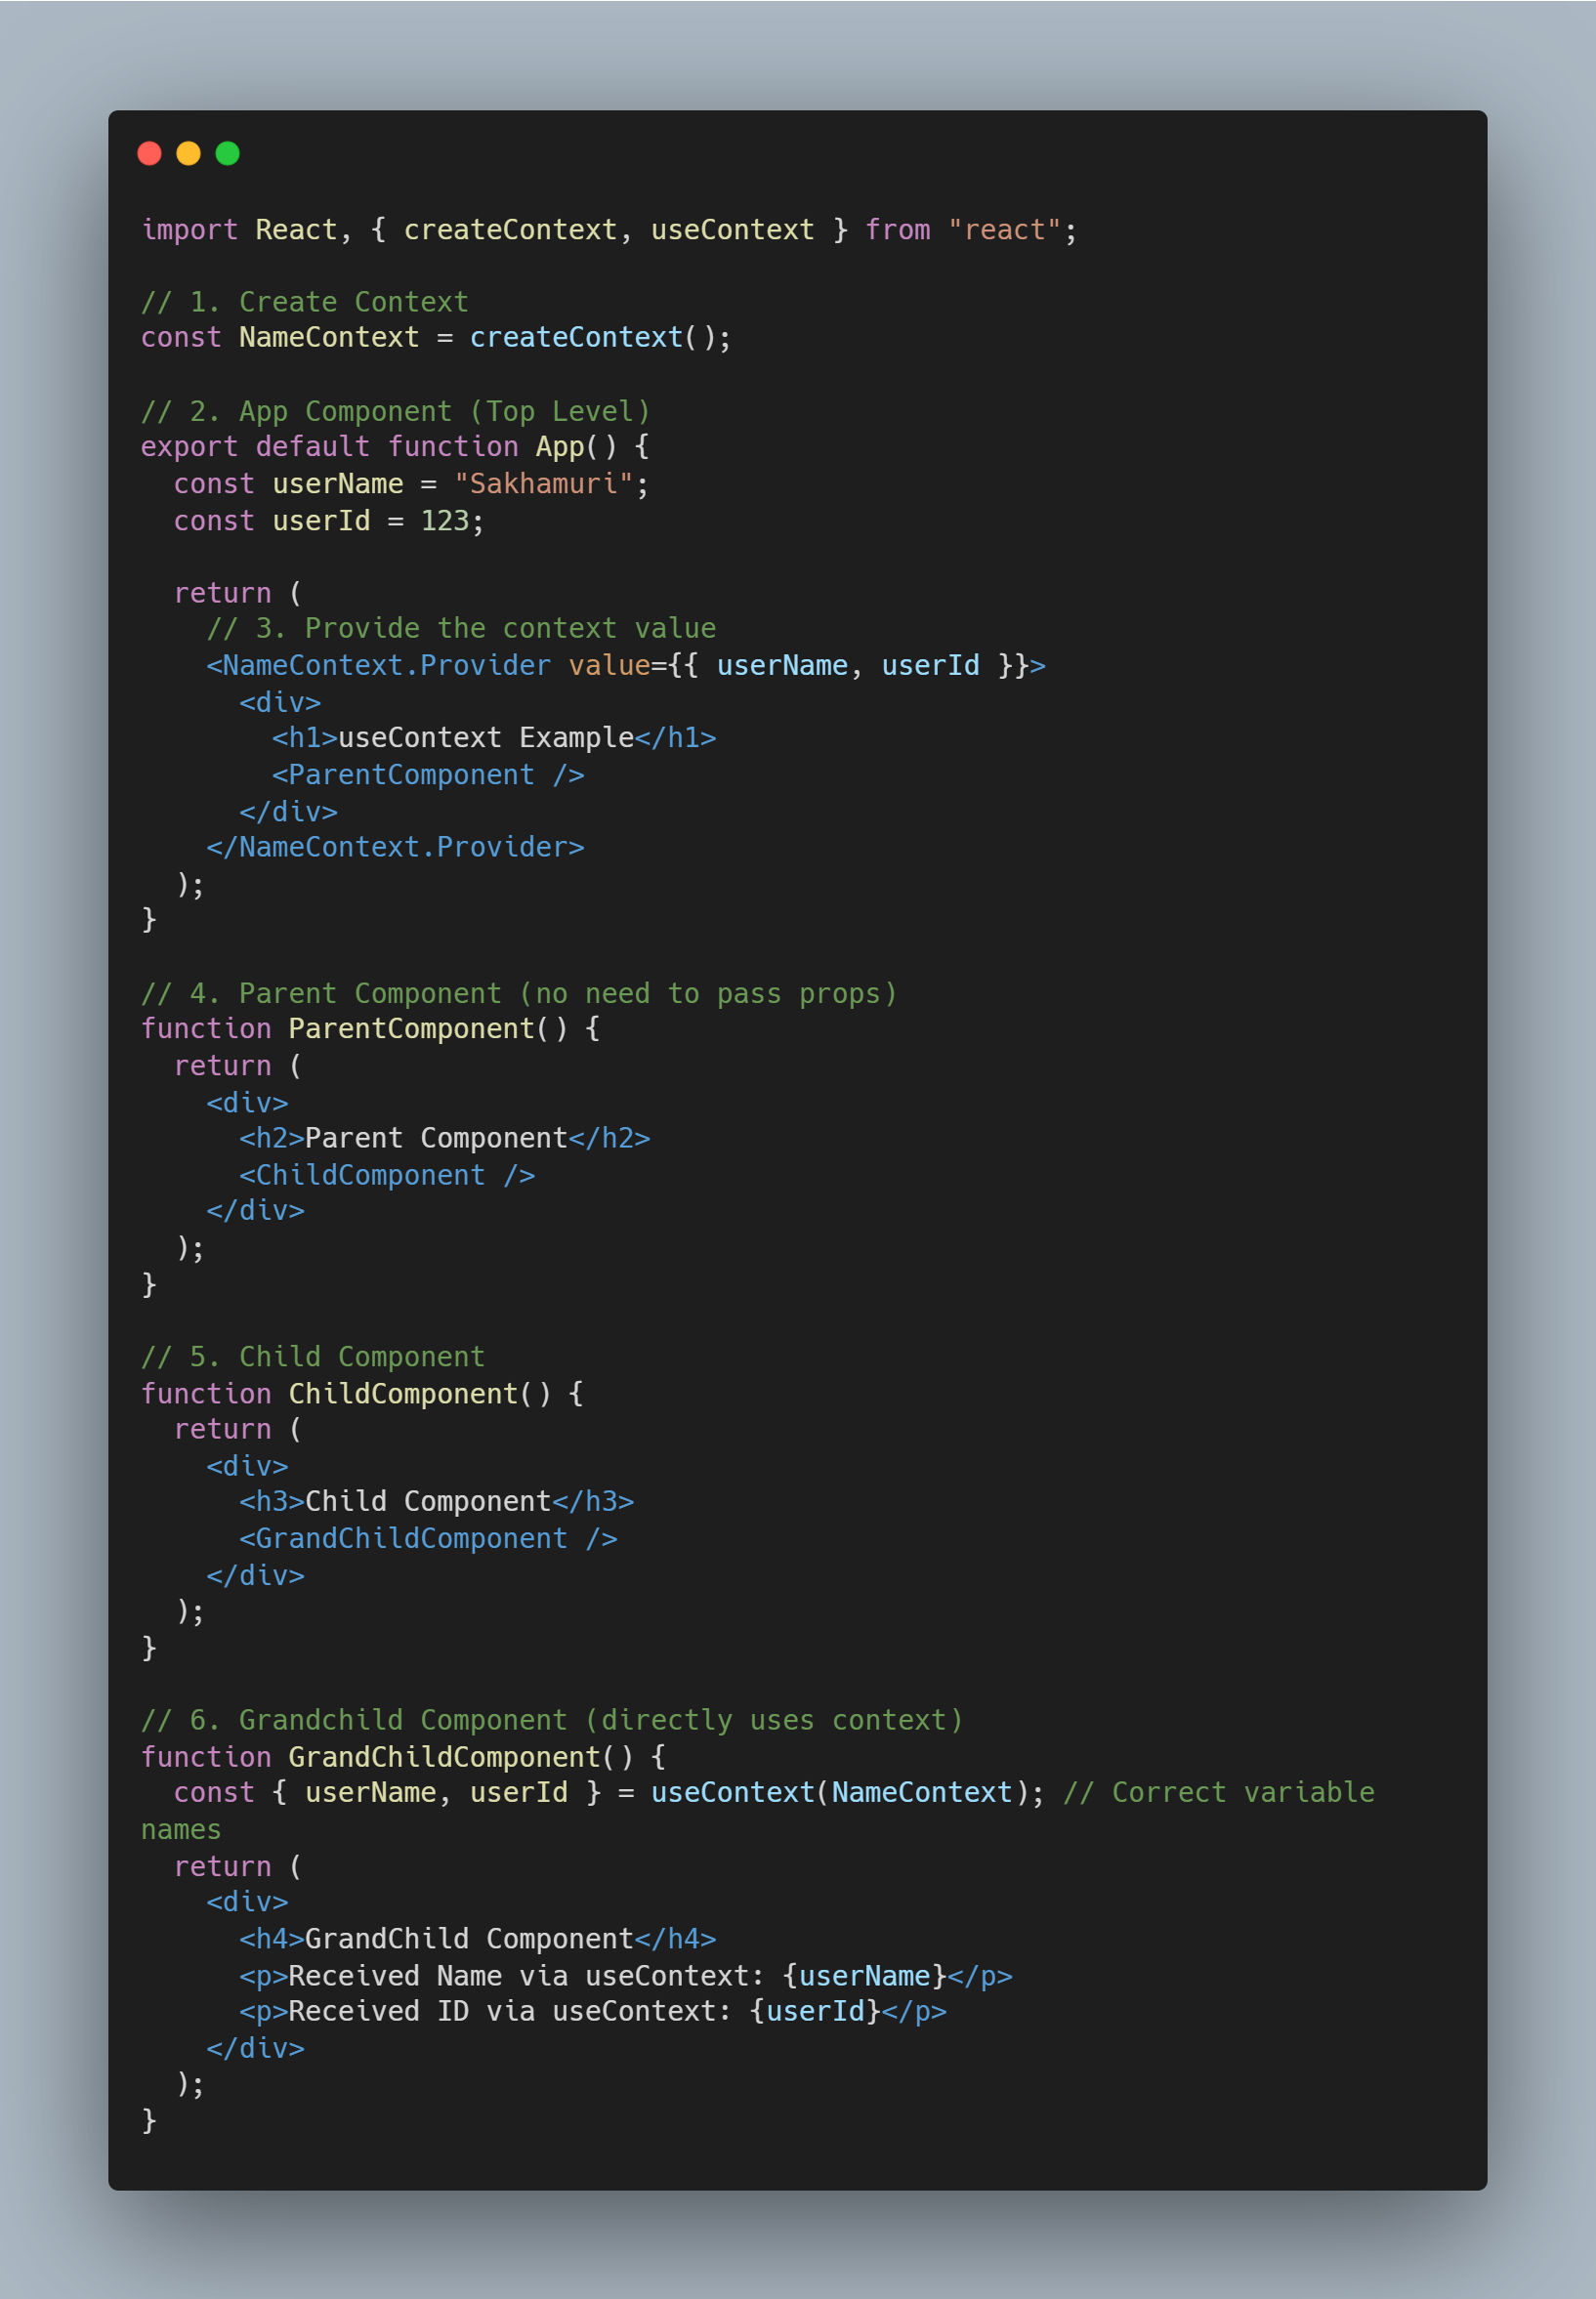 import React, { createContext, useContext } from "react";

// 1. Create Context
const NameContext = createContext();

// 2. App Component (Top Level)
export default function App() {
  const userName = "Sakhamuri";
  const userId = 123;

  return (
    // 3. Provide the context value
    <NameContext.Provider value={{ userName, userId }}>
      <div>
        <h1>useContext Example</h1>
        <ParentComponent />
      </div>
    </NameContext.Provider>
  );
}

// 4. Parent Component (no need to pass props)
function ParentComponent() {
  return (
    <div>
      <h2>Parent Component</h2>
      <ChildComponent />
    </div>
  );
}

// 5. Child Component
function ChildComponent() {
  return (
    <div>
      <h3>Child Component</h3>
      <GrandChildComponent />
    </div>
  );
}

// 6. Grandchild Component (directly uses context)
function GrandChildComponent() {
  const { userName, userId } = useContext(NameContext); // Correct variable
names
  return (
    <div>
      <h4>GrandChild Component</h4>
      <p>Received Name via useContext: {userName}</p>
      <p>Received ID via useContext: {userId}</p>
    </div>
  );
}